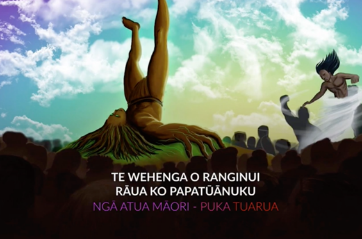 TE WEHENGA O RANGINUI
RĀUA KO PAPATŪĀNUKU
NGĀ ATUA MĀORI - PUKA TUARUA